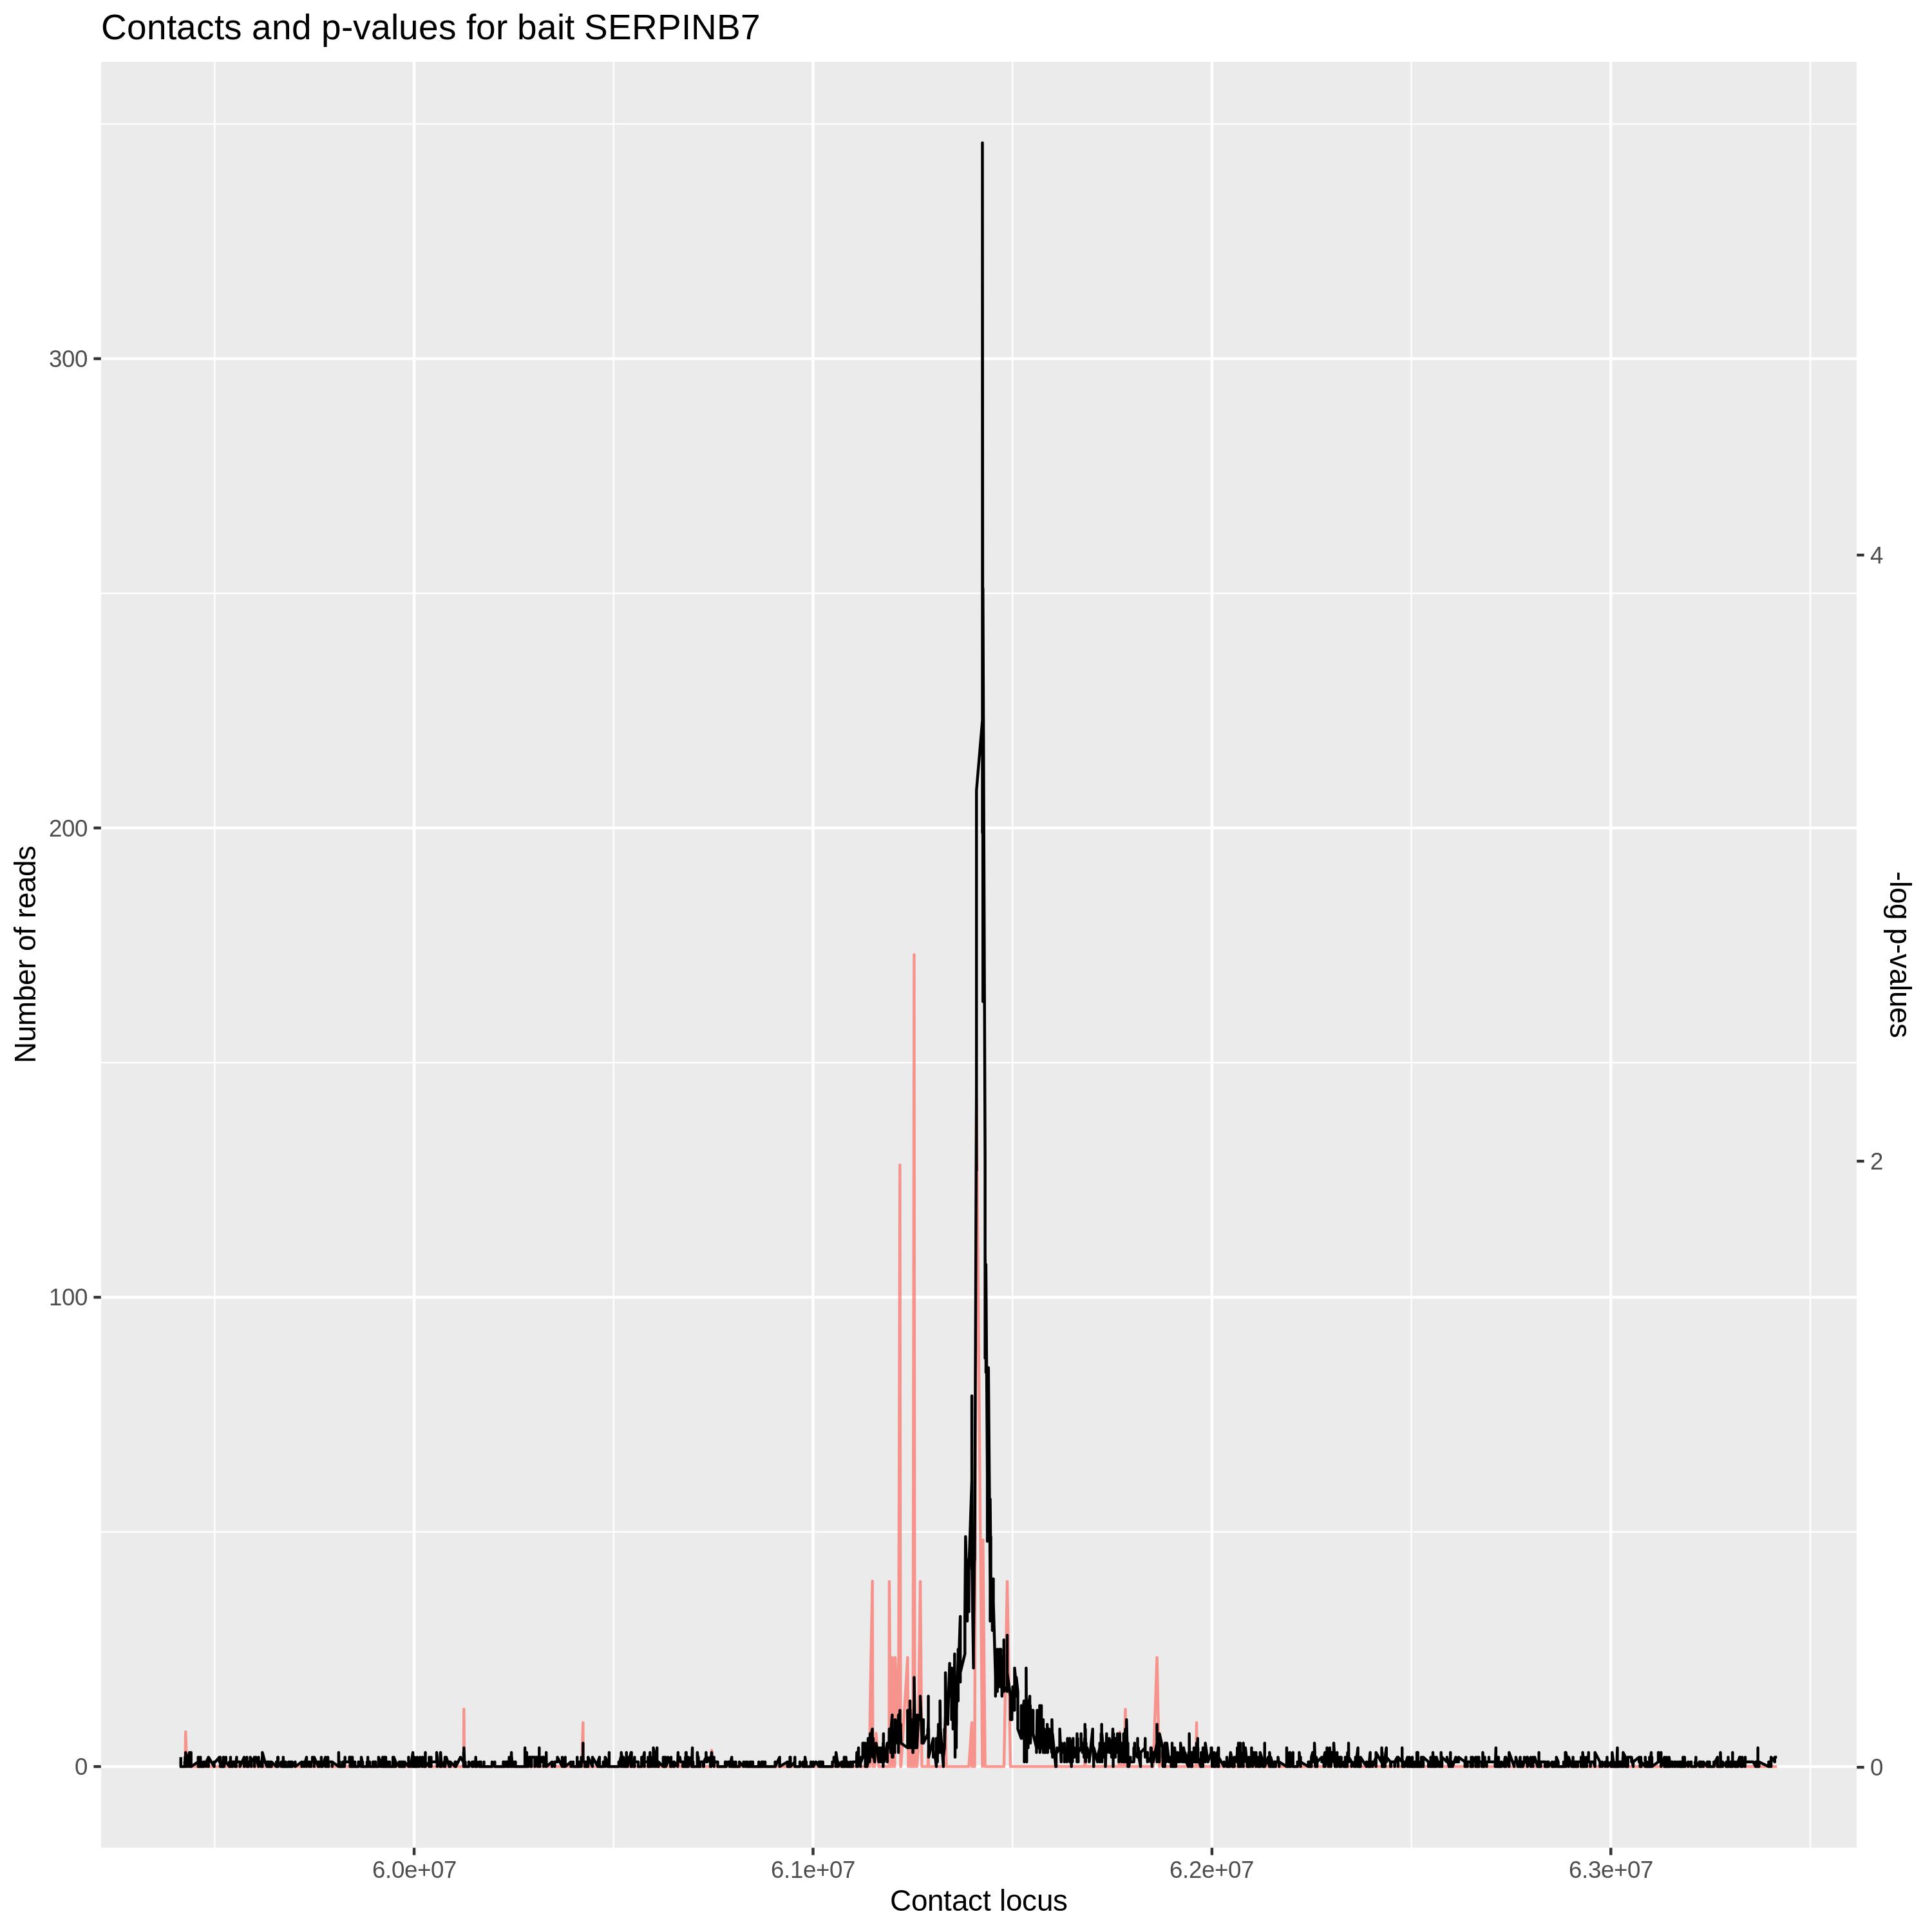 Contacts and p-values for bait SERPINB7
Number of reads
300
200
100
0
4
2
0
-log p-values
6.0e+07
6.1e+07
6.2e+07
6.3e+07
Contact locus